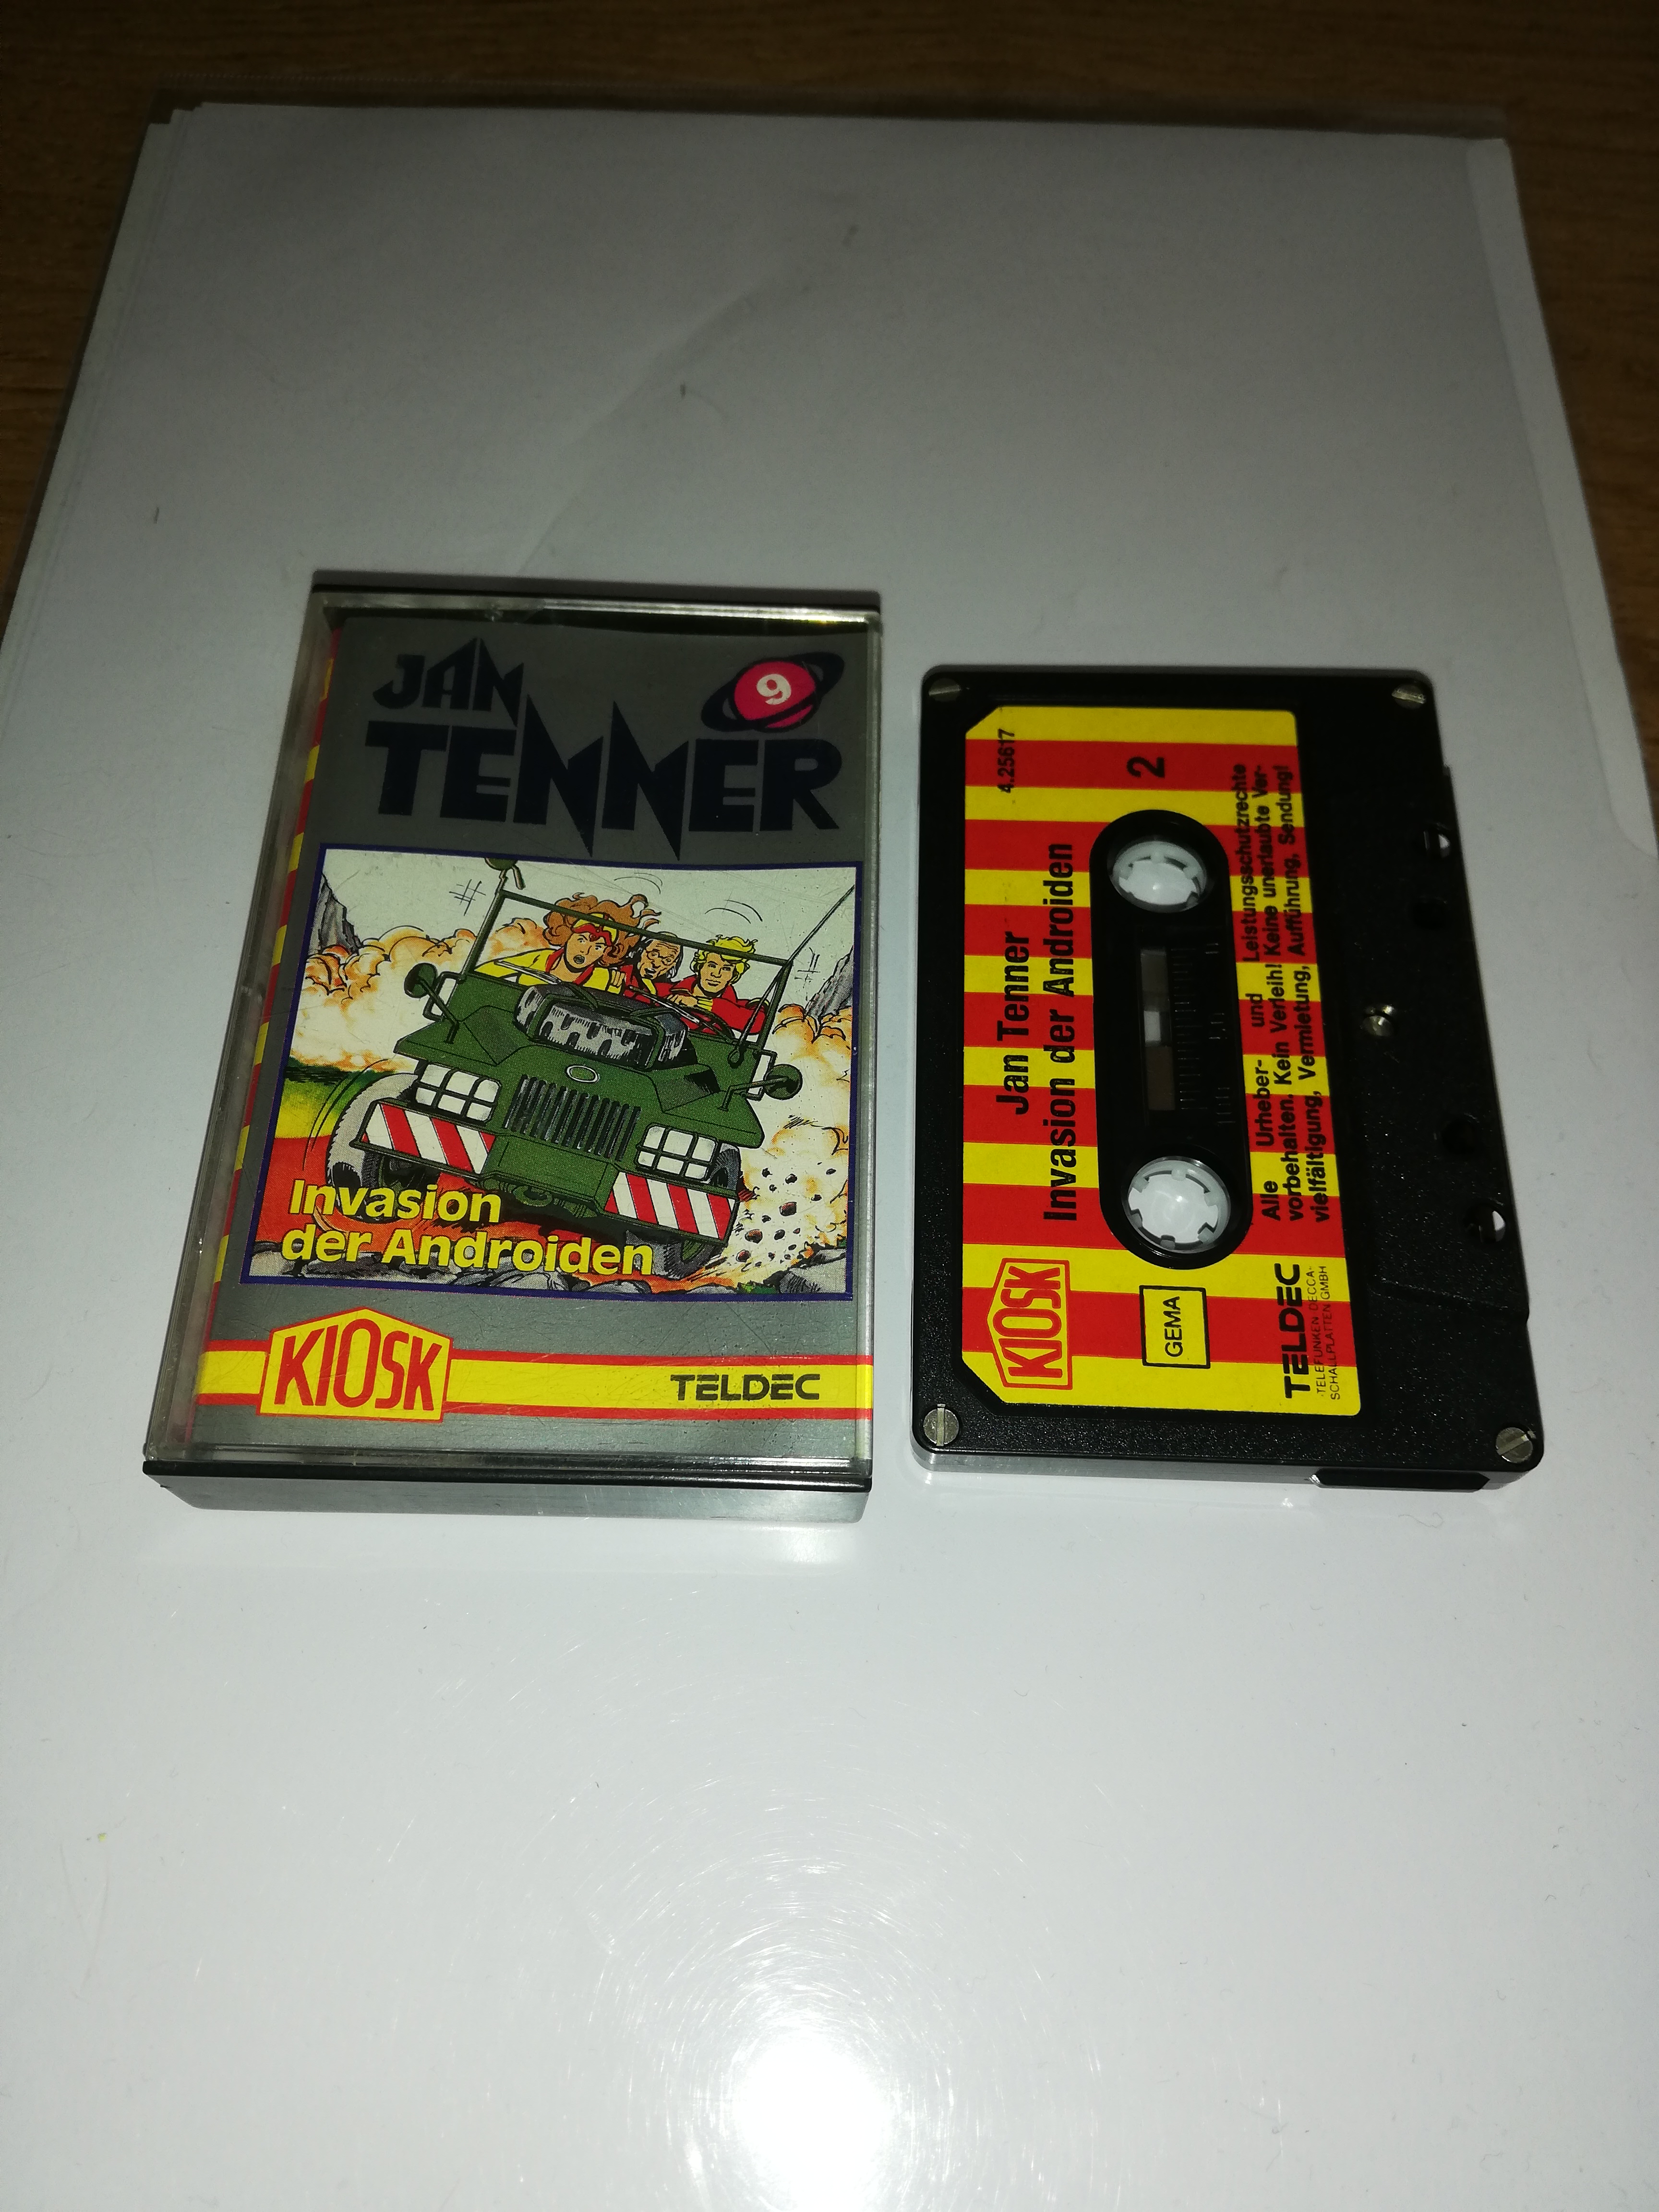 JAN
TENNER
9
Invasion
der Androiden
KIOSK
TELDEC
4.25617
2
Jan Tenner
Invasion der Androiden
KIOSK
GEMA
Alle Urheber- und Leistungsschutzrechte
vorbehalten. Kein Verleih! Keine unerlaubte Ver-
vielfältigung, Vermietung, Aufführung, Sendung!
TELDEC
TELEFUNKEN DECCA-
SCHALLPLATTEN GMBH